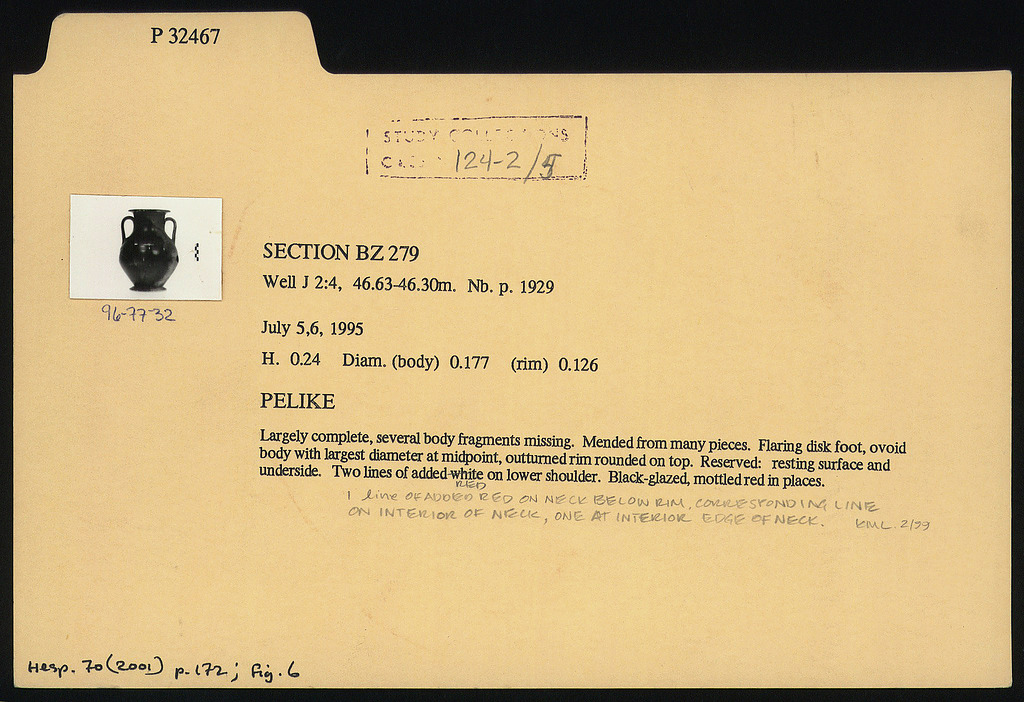 P 32467
STUDY COLLECTIONS
CASE 124-2/5
96-77-32
SECTION BZ 279
Well J 2:4, 46.63-46.30m. Nb. p. 1929
July 5,6, 1995
H. 0.24 Diam. (body) 0.177 (rim) 0.126
PELIKE
Largely complete, several body fragments missing. Mended from many pieces. Flaring disk foot, ovoid
body with largest diameter at midpoint, outturned rim rounded on top. Reserved: resting surface and
underside. Two lines of added white on lower shoulder. Black-glazed, mottled red in places.
RED
1 line OF ADDED RED ON NECK BELOW RIM, CORRESPONDING LINE
ON INTERIOR OF NECK, ONE AT INTERIOR EDGE OF NECK. KML 2/99
Hesp. 70 (2001) p. 172; Fig. 6